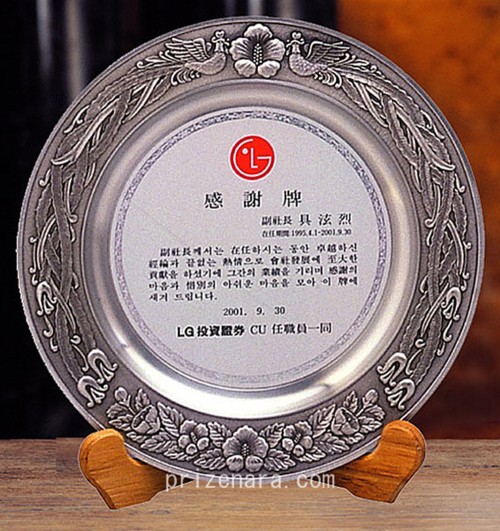 LG
感謝牌
副社長 具滋烈
在任期間 1995.4.1-2001.9.30
副社長께서는 在任하시는 동안 卓越하신
經綸과 끝없는 熱情으로 會社發展에 至大한
貢獻을 하셨기에 그간의 業績을 기리며 感謝의
마음과 惜別의 아쉬운 마음을 모아 이 牌에
새겨 드립니다.
2001. 9. 30
LG投資證券 CU 任職員一同
prizenara.com